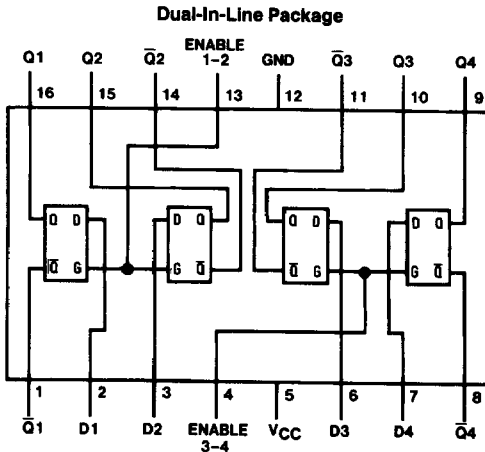 Dual-In-Line Package
ENABLE
Q1 Q2 Q̅2 1-2 GND Q̅3 Q3 Q4
16 15 14 13 12 11 10 9
Q D D Q Q D D Q
Q̅ G G Q̅ Q̅ G G Q̅
1 2 3 4 5 6 7 8
Q̅1 D1 D2 ENABLE VCC D3 D4 Q̅4
3-4